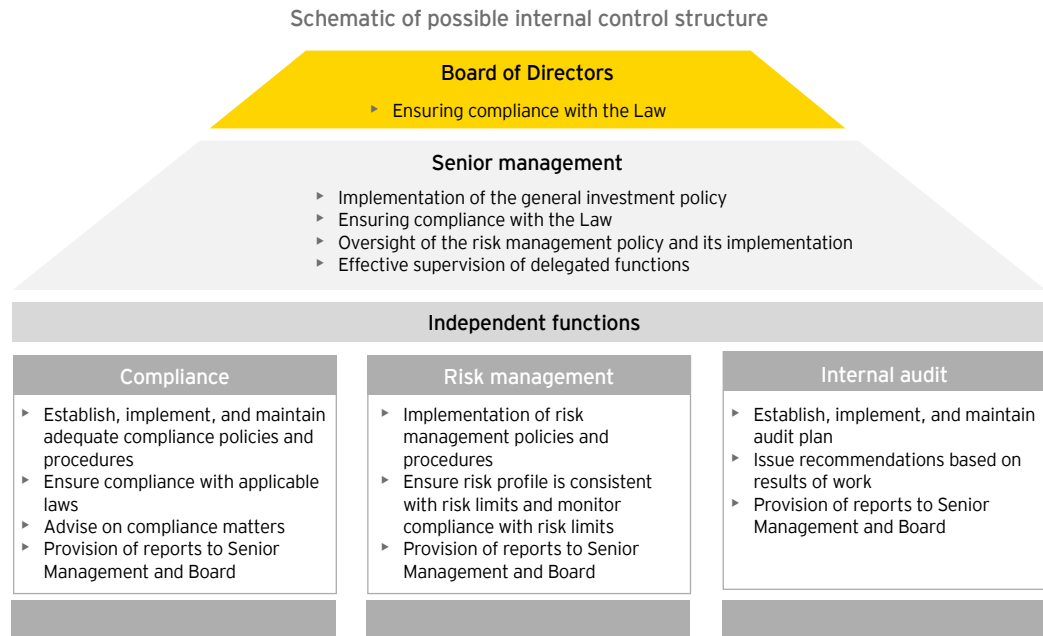 Schematic of possible internal control structure
Board of Directors
‣ Ensuring compliance with the Law
Senior management
‣ Implementation of the general investment policy
‣ Ensuring compliance with the Law
‣ Oversight of the risk management policy and its implementation
‣ Effective supervision of delegated functions
Independent functions
Compliance
‣ Establish, implement, and maintain
adequate compliance policies and
procedures
‣ Ensure compliance with applicable
laws
‣ Advise on compliance matters
‣ Provision of reports to Senior
Management and Board
Risk management
‣ Implementation of risk
management policies and
procedures
‣ Ensure risk profile is consistent
with risk limits and monitor
compliance with risk limits
‣ Provision of reports to Senior
Management and Board
Internal audit
‣ Establish, implement, and maintain
audit plan
‣ Issue recommendations based on
results of work
‣ Provision of reports to Senior
Management and Board